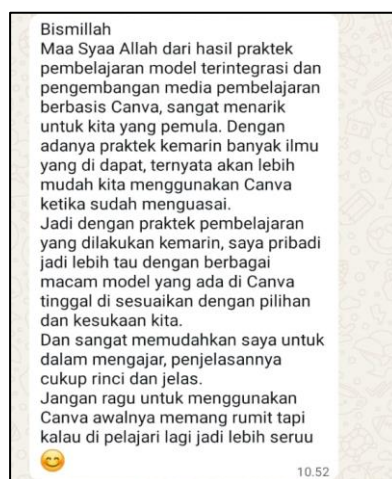 Bismillah
Maa Syaa Allah dari hasil praktek
pembelajaran model terintegrasi dan
pengembangan media pembelajaran
berbasis Canva, sangat menarik
untuk kita yang pemula. Dengan
adanya praktek kemarin banyak ilmu
yang di dapat, ternyata akan lebih
mudah kita menggunakan Canva
ketika sudah menguasai.
Jadi dengan praktek pembelajaran
yang dilakukan kemarin, saya pribadi
jadi lebih tau dengan berbagai
macam model yang ada di Canva
tinggal di sesuaikan dengan pilihan
dan kesukaan kita.
Dan sangat memudahkan saya untuk
dalam mengajar, penjelasannya
cukup rinci dan jelas.
Jangan ragu untuk menggunakan
Canva awalnya memang rumit tapi
kalau di pelajari lagi jadi lebih seruu
😊
10.52